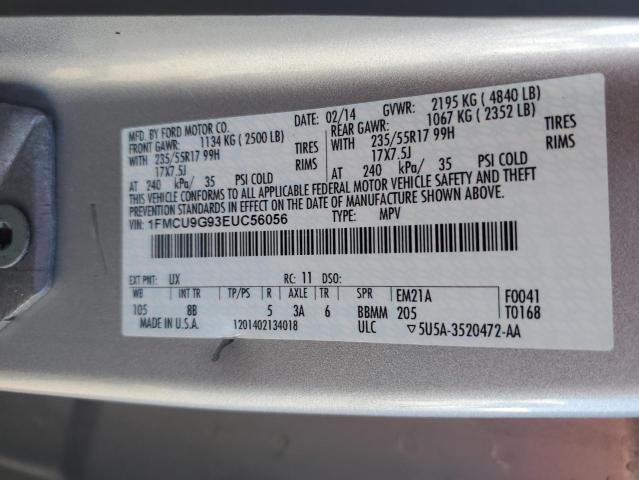 MFD. BY FORD MOTOR CO. 02/14 GVWR: 2195 KG ( 4840 LB)
FRONT GAWR: 1134 KG ( 2500 LB) REAR GAWR: 1067 KG ( 2352 LB)
WITH 235/55R17 99H TIRES WITH 235/55R17 99H TIRES
17X7.5J RIMS 17X7.5J RIMS
AT 240 kPa/ 35 PSI COLD AT 240 kPa/ 35 PSI COLD
THIS VEHICLE CONFORMS TO ALL APPLICABLE FEDERAL MOTOR VEHICLE SAFETY AND THEFT
PREVENTION STANDARDS IN EFFECT ON THE DATE OF MANUFACTURE SHOWN ABOVE.
VIN: 1FMCU9G93EUC56056 TYPE: MPV
EXT PNT: UX RC: 11 DSO:
WB INT TR TP/PS R AXLE TR SPR EM21A F0041
105 8B 5 3A 6 BBMM 205 T0168
MADE IN U.S.A. 1201402134018 ULC ▽5U5A-3520472-AA